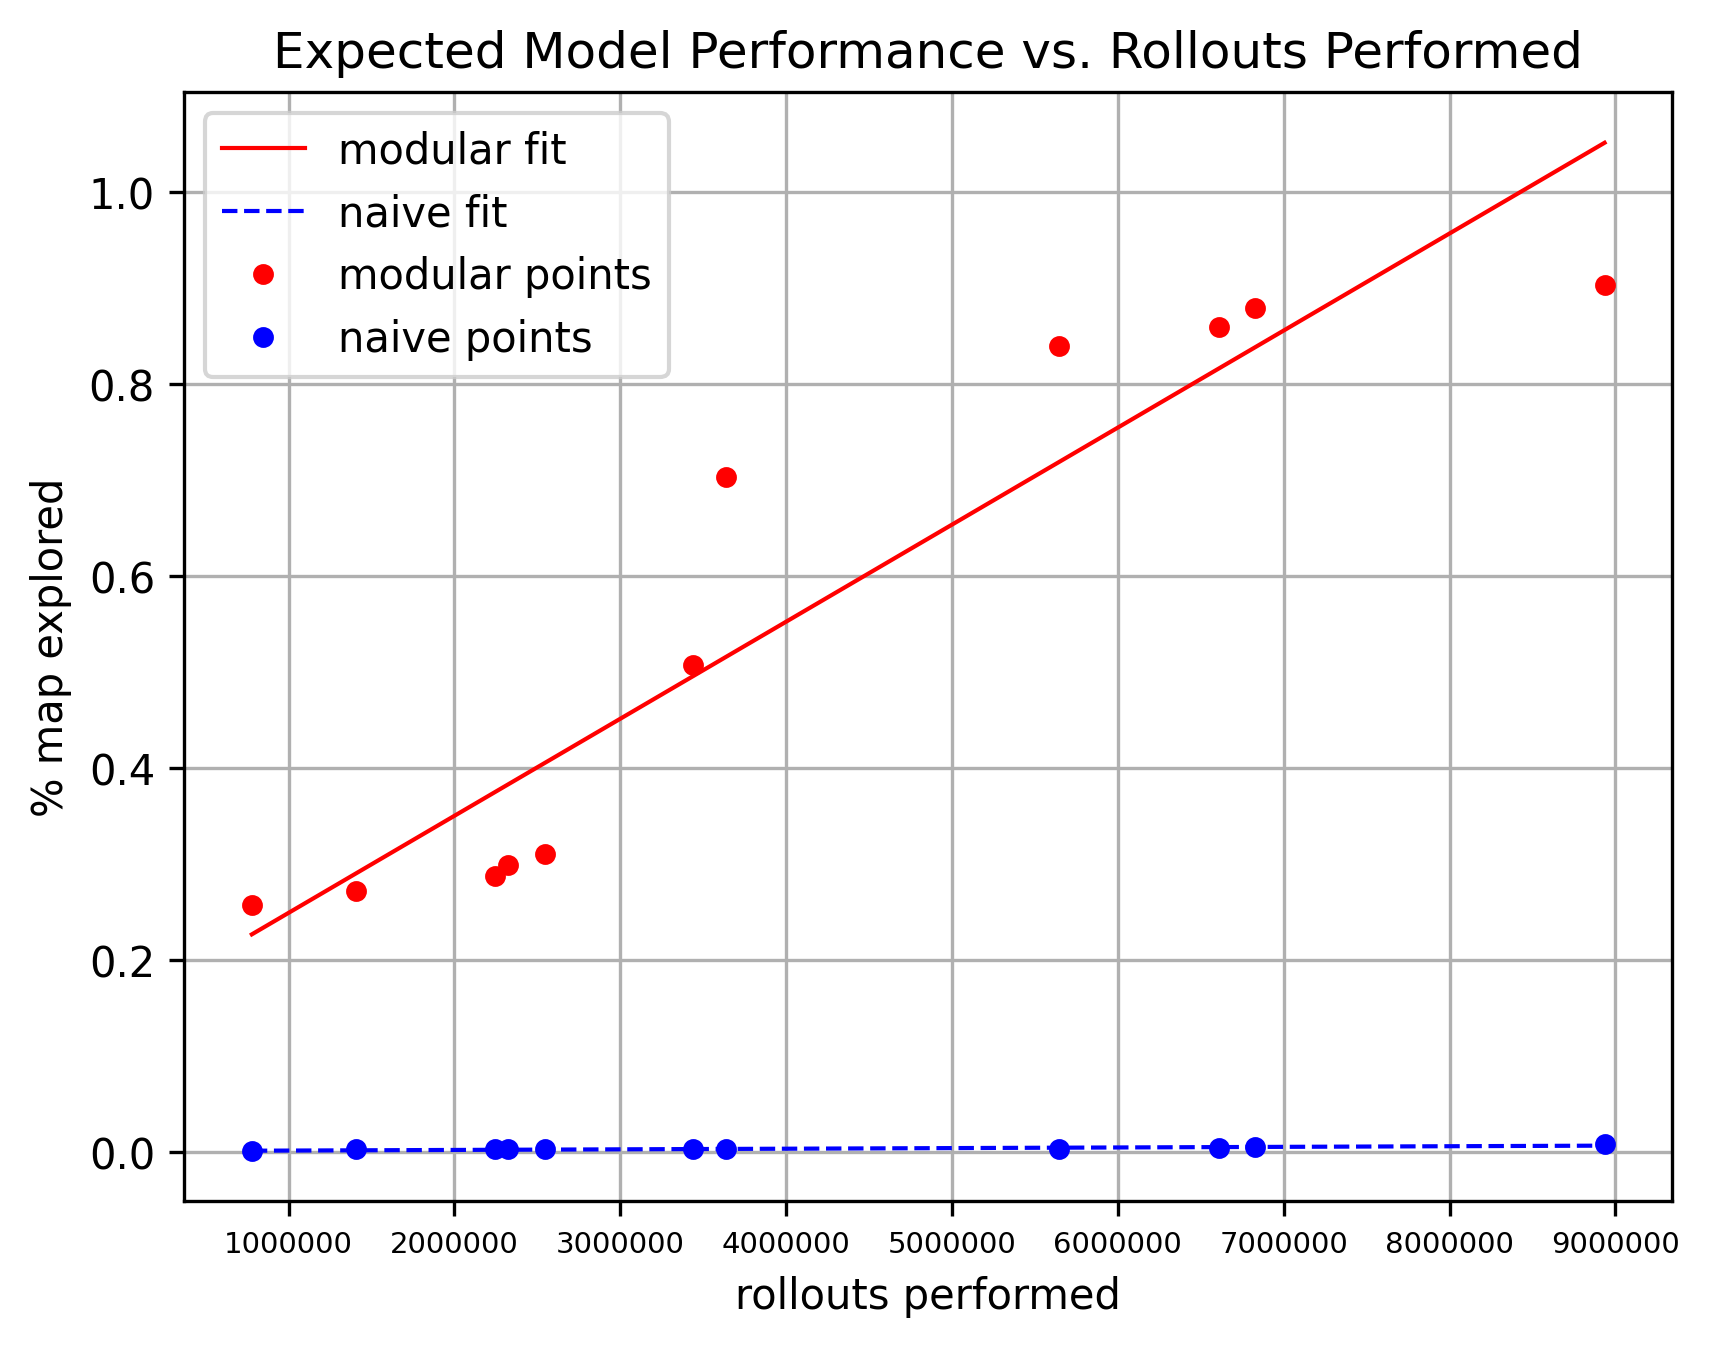 Expected Model Performance vs. Rollouts Performed
modular fit
naive fit
modular points
naive points
1.0
0.8
0.6
0.4
0.2
0.0
% map explored
1000000 2000000 3000000 4000000 5000000 6000000 7000000 8000000 9000000
rollouts performed